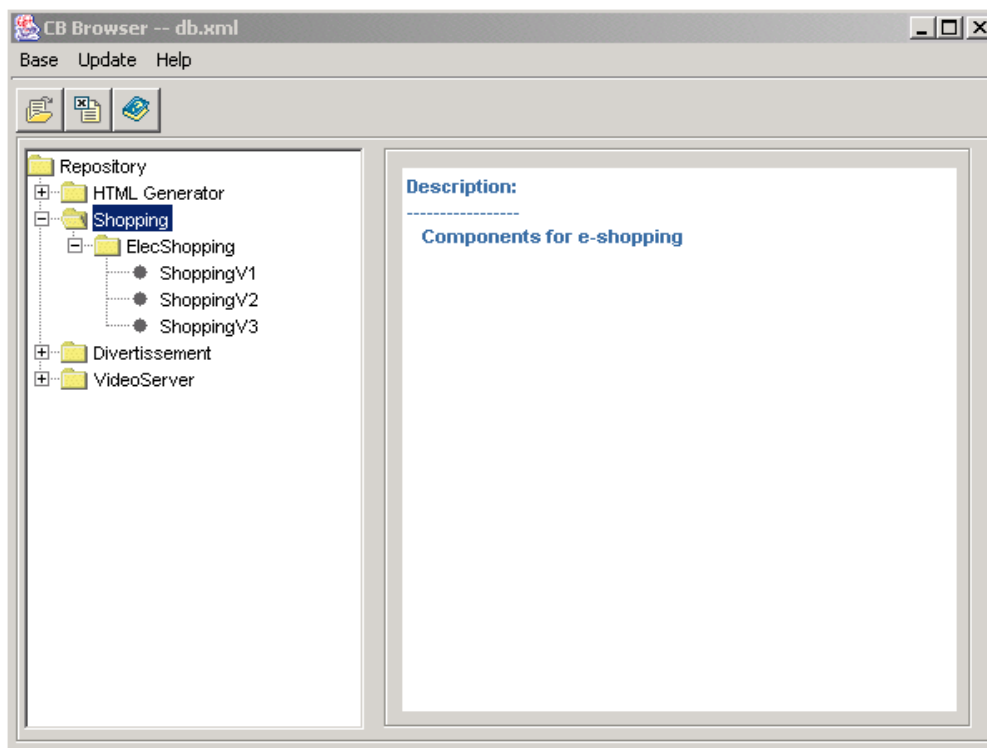 CB Browser -- db.xml
Base Update Help
Repository
HTML Generator
Shopping
ElecShopping
ShoppingV1
ShoppingV2
ShoppingV3
Divertissement
VideoServer
Description:
-----------------
Components for e-shopping